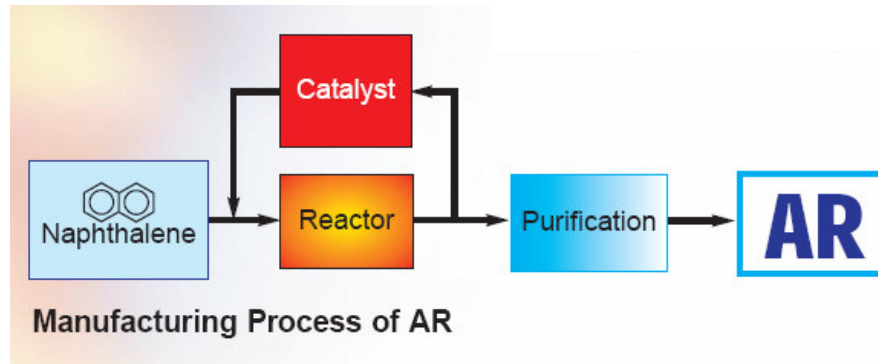 Catalyst
Naphthalene
Reactor
Purification
AR
Manufacturing Process of AR